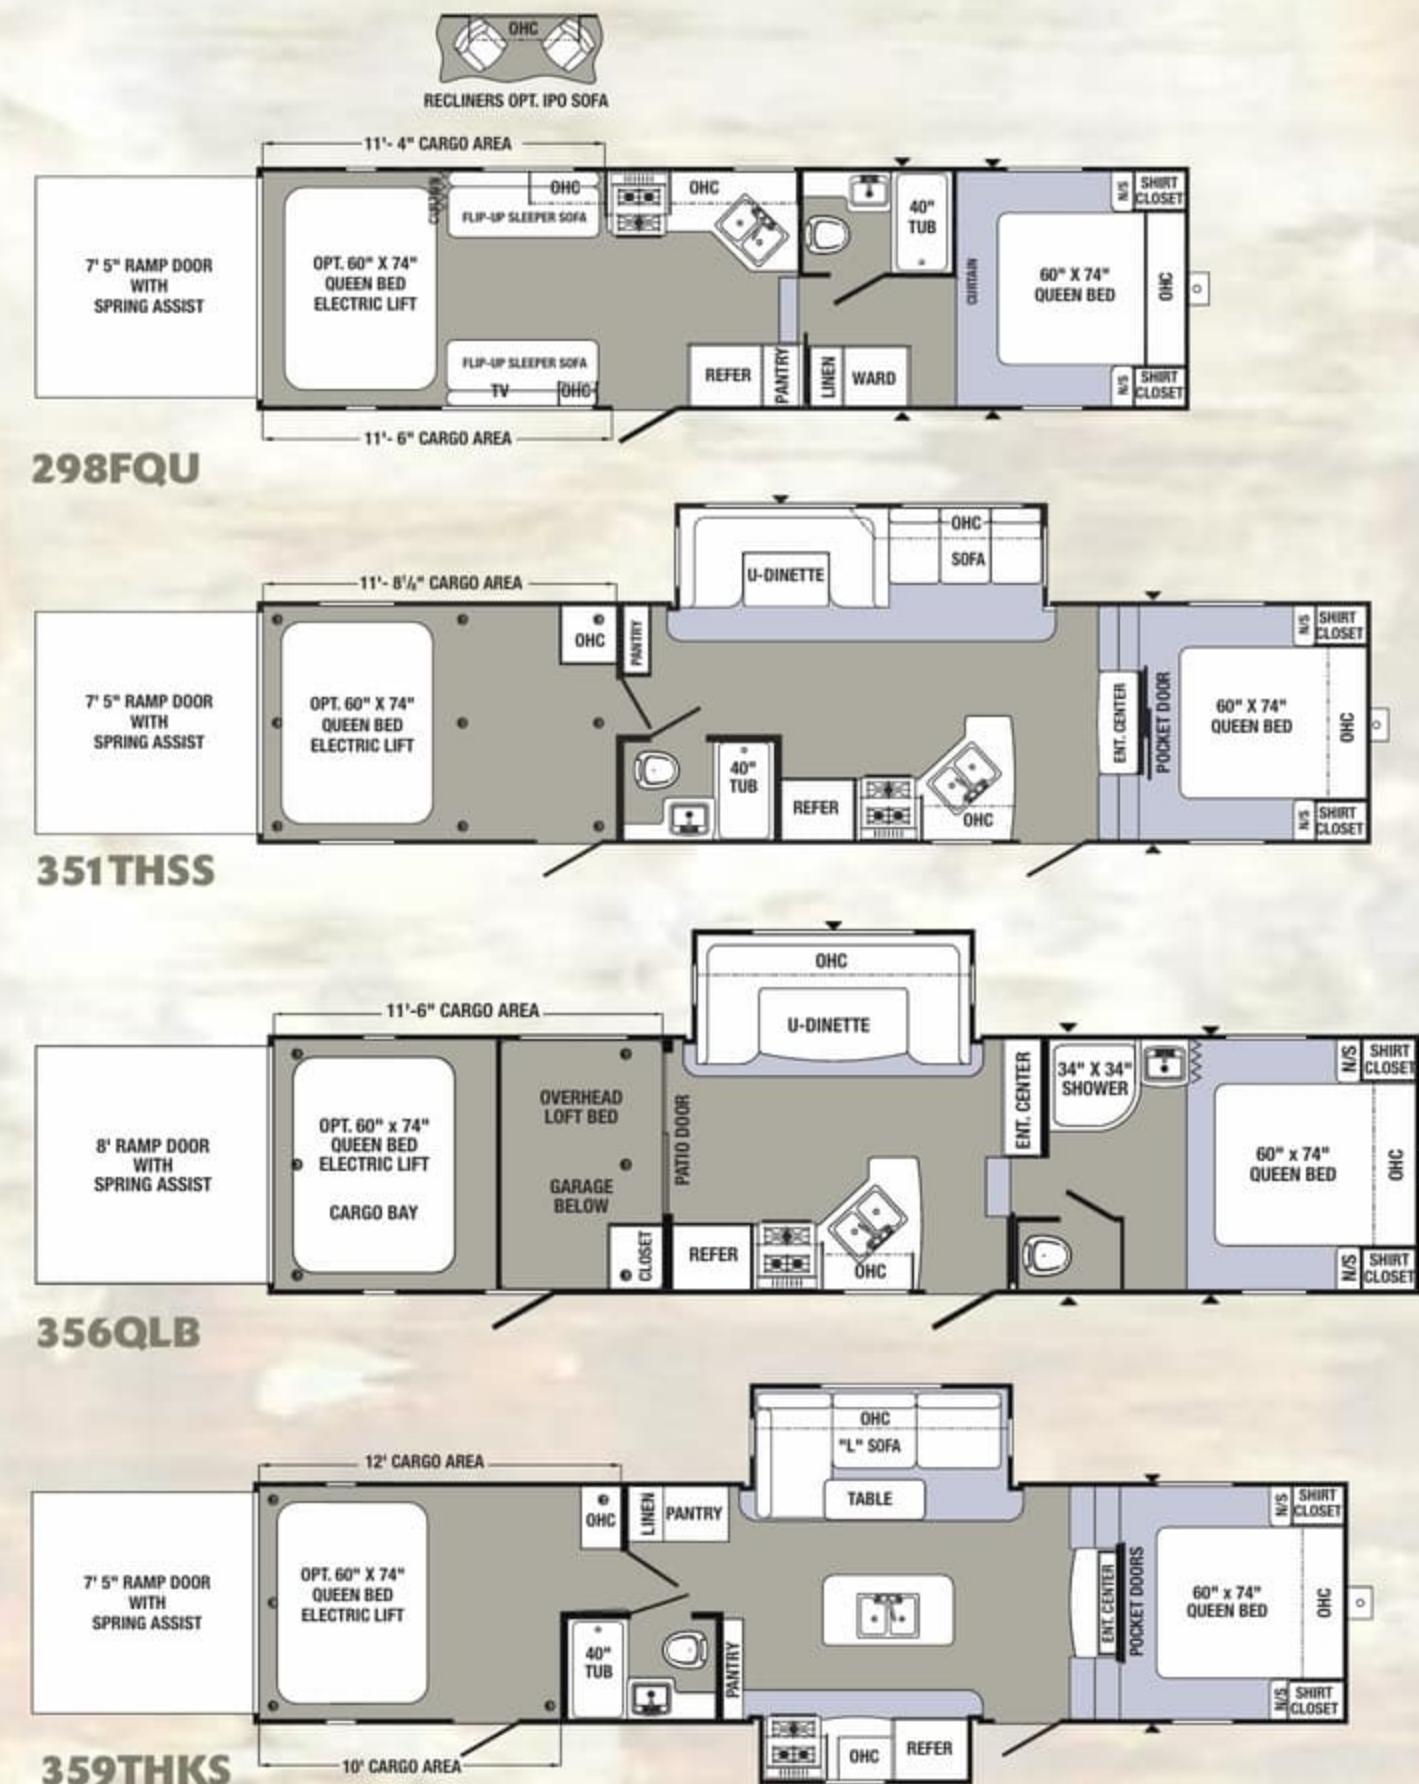 OHC
RECLINERS OPT. IPO SOFA
11'- 4" CARGO AREA
7' 5" RAMP DOOR
WITH
SPRING ASSIST
OPT. 60" X 74"
QUEEN BED
ELECTRIC LIFT
CURTAIN
OHC
FLIP-UP SLEEPER SOFA
OHC
FLIP-UP SLEEPER SOFA
TV
OHC
REFER
PANTRY
LINEN
WARD
40"
TUB
CURTAIN
60" X 74"
QUEEN BED
N/S
SHIRT
CLOSET
OHC
N/S
SHIRT
CLOSET
11'- 6" CARGO AREA
298FQU
11'- 8¼" CARGO AREA
7' 5" RAMP DOOR
WITH
SPRING ASSIST
OPT. 60" X 74"
QUEEN BED
ELECTRIC LIFT
OHC
PANTRY
U-DINETTE
OHC
SOFA
40"
TUB
REFER
OHC
ENT. CENTER
POCKET DOOR
60" X 74"
QUEEN BED
N/S
SHIRT
CLOSET
OHC
N/S
SHIRT
CLOSET
351THSS
11'-6" CARGO AREA
8' RAMP DOOR
WITH
SPRING ASSIST
OPT. 60" x 74"
QUEEN BED
ELECTRIC LIFT
CARGO BAY
OVERHEAD
LOFT BED
GARAGE
BELOW
CLOSET
PATIO DOOR
OHC
U-DINETTE
REFER
OHC
ENT. CENTER
34" X 34"
SHOWER
60" x 74"
QUEEN BED
N/S
SHIRT
CLOSET
OHC
N/S
SHIRT
CLOSET
356QLB
12' CARGO AREA
7' 5" RAMP DOOR
WITH
SPRING ASSIST
OPT. 60" X 74"
QUEEN BED
ELECTRIC LIFT
OHC
LINEN
PANTRY
OHC
"L" SOFA
TABLE
40"
TUB
PANTRY
OHC
REFER
ENT. CENTER
POCKET DOORS
60" x 74"
QUEEN BED
N/S
SHIRT
CLOSET
OHC
N/S
SHIRT
CLOSET
10' CARGO AREA
359THKS